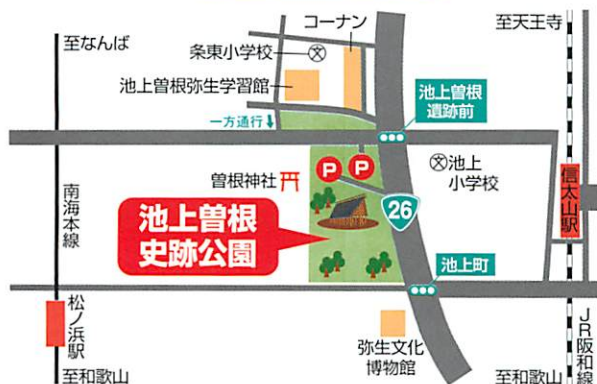 コーナン
至天王寺
至なんば
条東小学校
文
池上曽根弥生学習館
池上曽根
遺跡前
一方通行
P
P
文
池上
小学校
曽根神社
26
信太山駅
南海本線
池上曽根
史跡公園
池上町
松ノ浜駅
弥生文化
博物館
JR阪和線
至和歌山
至和歌山